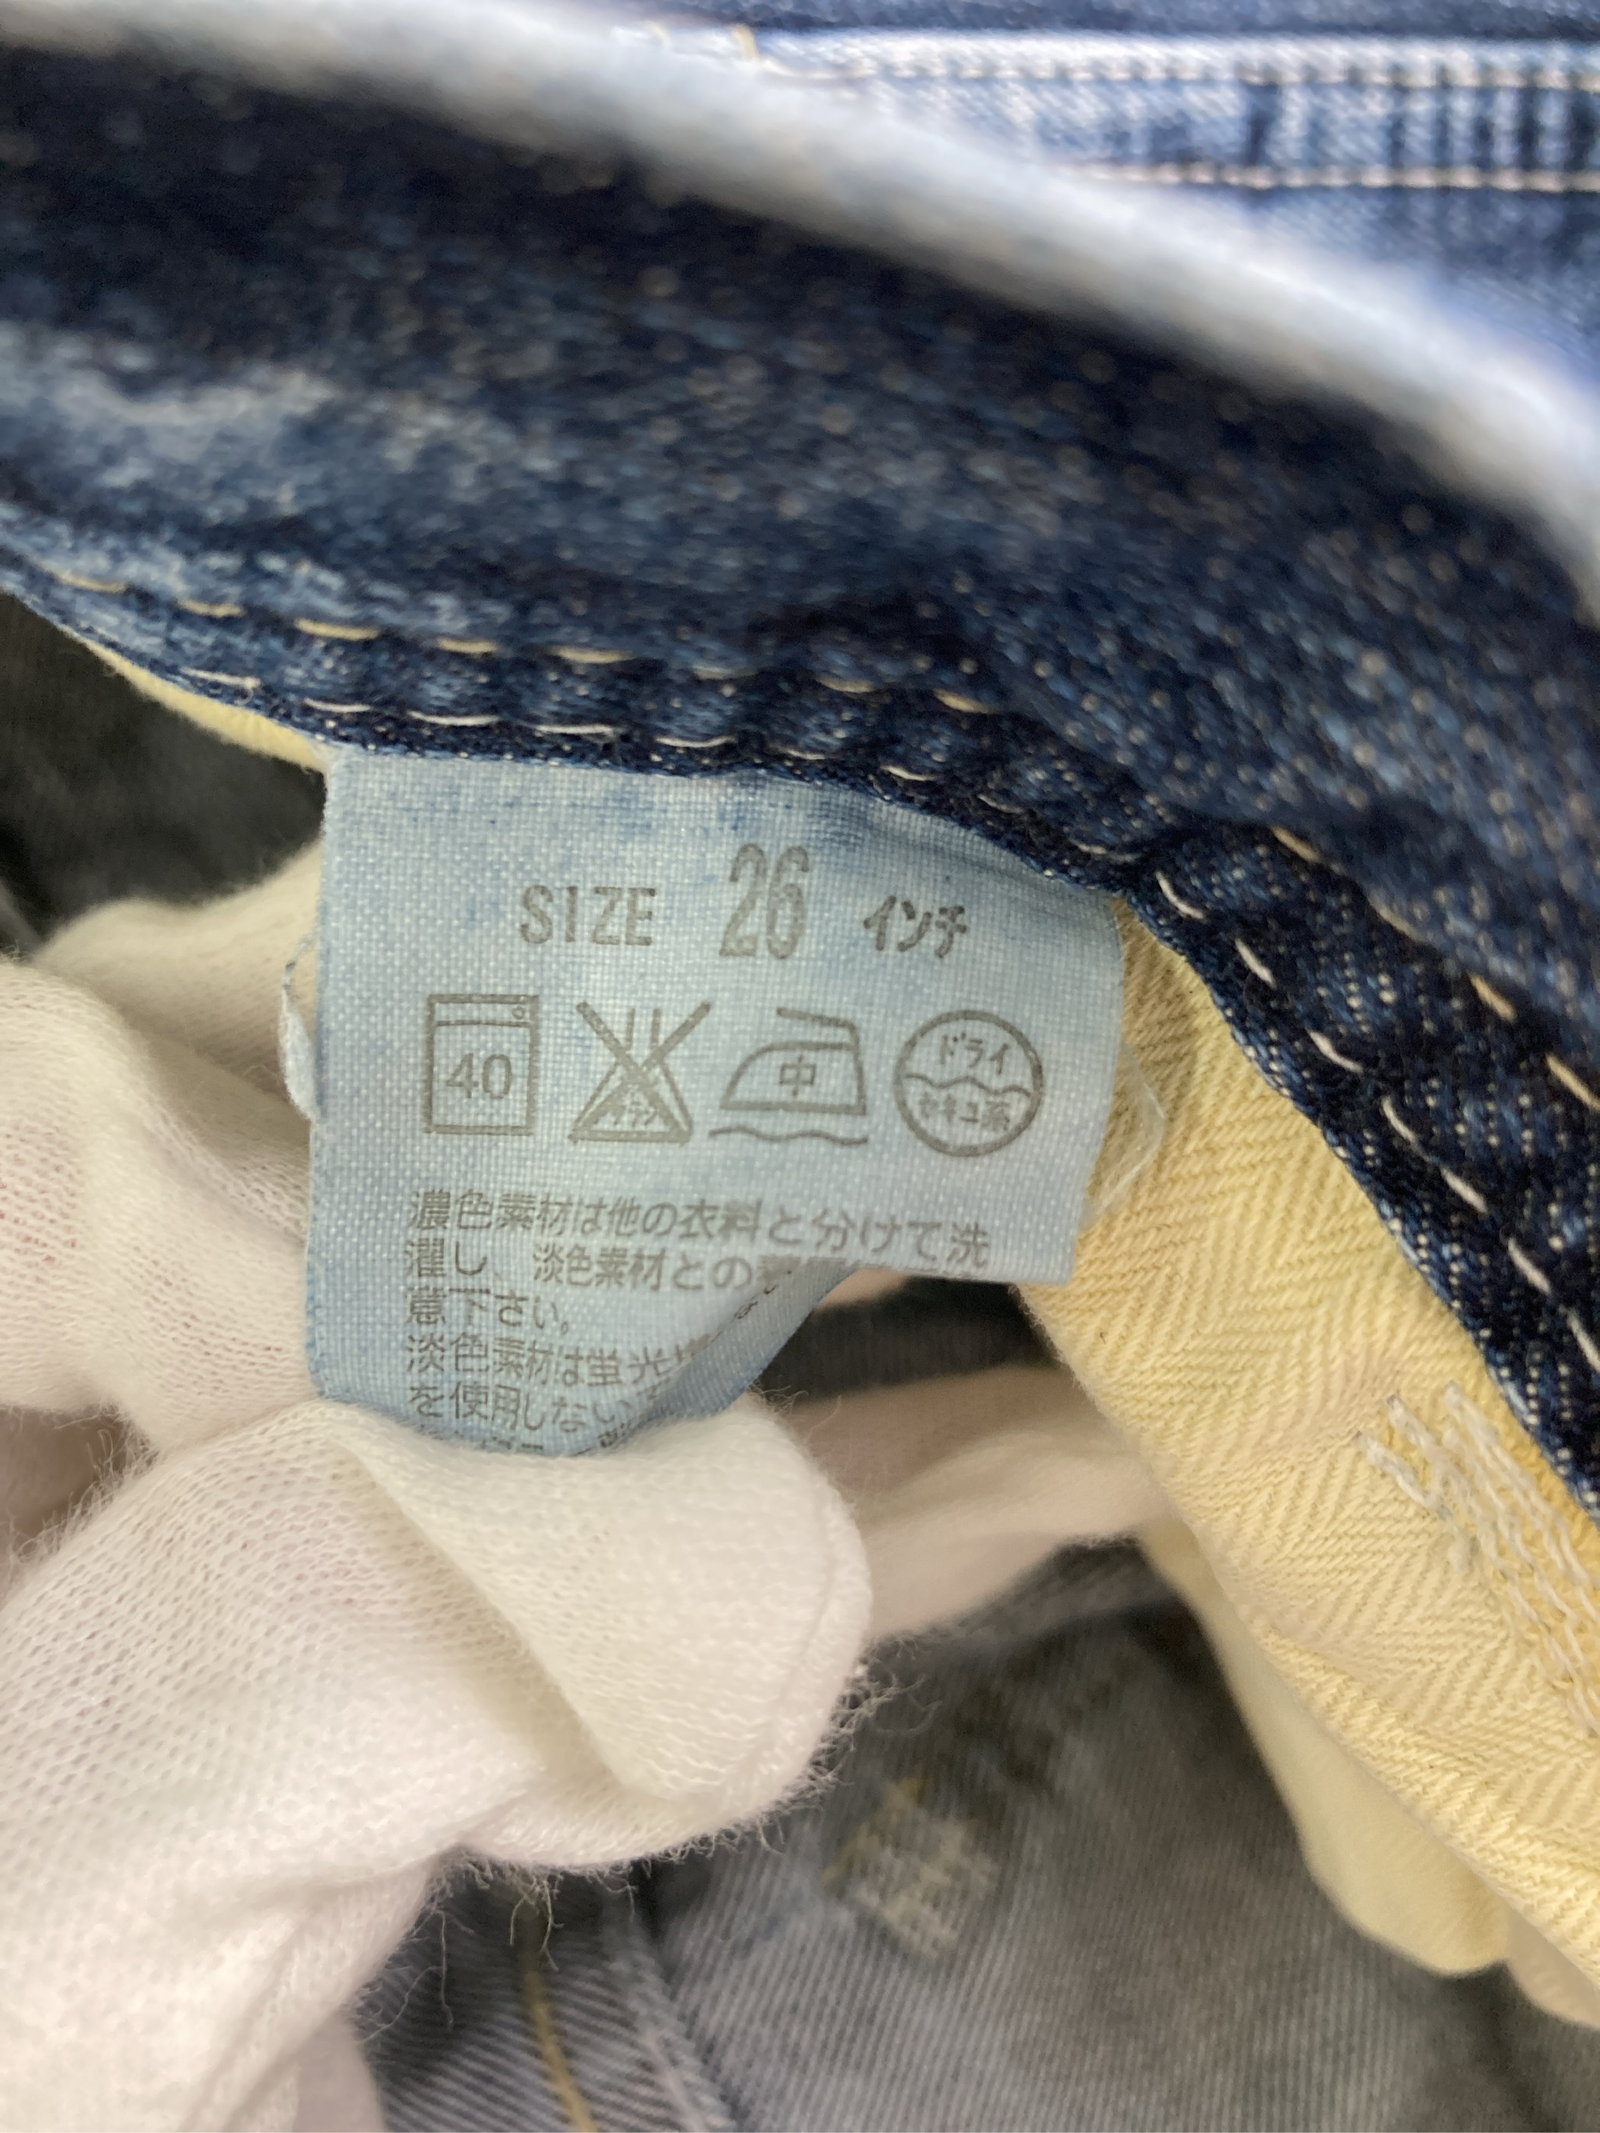 SIZE 26 インチ
40 中 ドライ
セキユ系
濃色素材は他の衣料と分けて洗
濯し、淡色素材との
意下さい。
淡色素材は蛍光
を使用しない